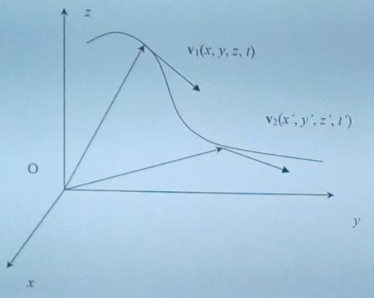 z
v₁(x, y, z, t)
v₂(x', y', z', t')
O
y
x